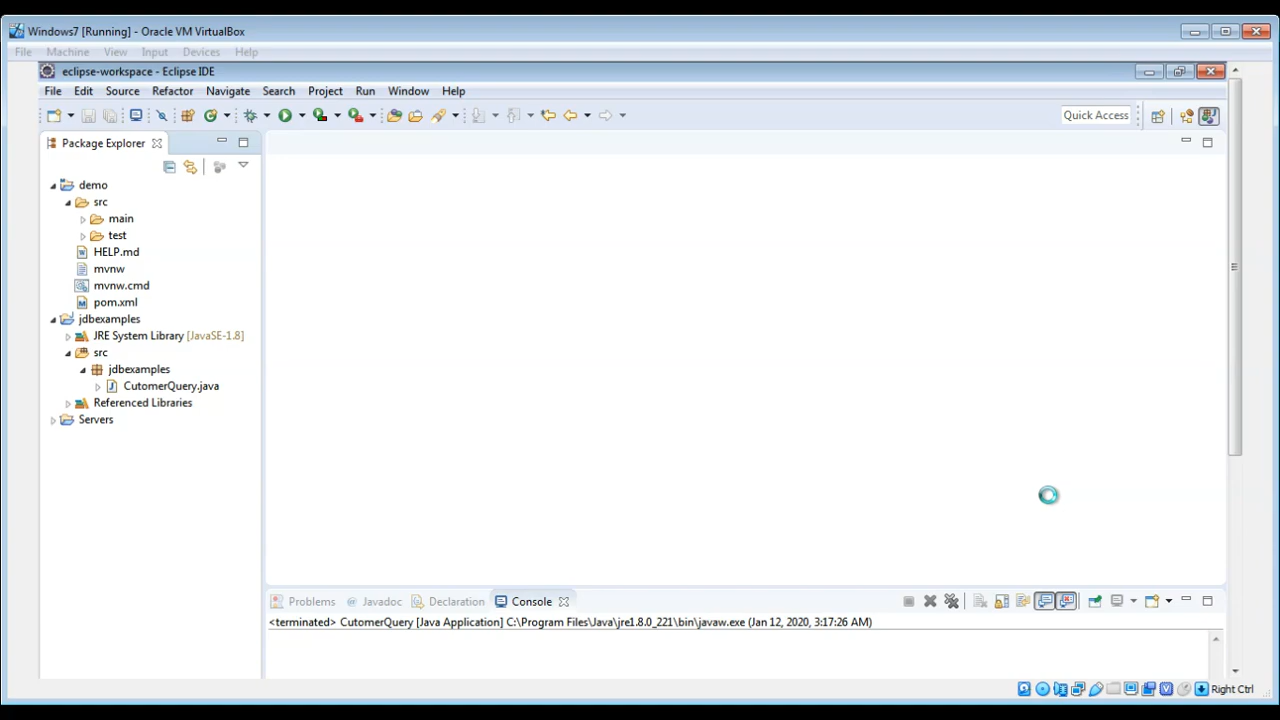 Windows7 [Running] - Oracle VM VirtualBox
File Machine View Input Devices Help
eclipse-workspace - Eclipse IDE
File Edit Source Refactor Navigate Search Project Run Window Help
Quick Access
Package Explorer
demo
src
main
test
HELP.md
mvnw
mvnw.cmd
pom.xml
jdbexamples
JRE System Library [JavaSE-1.8]
src
jdbexamples
CutomerQuery.java
Referenced Libraries
Servers
Problems Javadoc Declaration Console
<terminated> CutomerQuery [Java Application] C:\Program Files\Java\jre1.8.0_221\bin\javaw.exe (Jan 12, 2020, 3:17:26 AM)
Right Ctrl